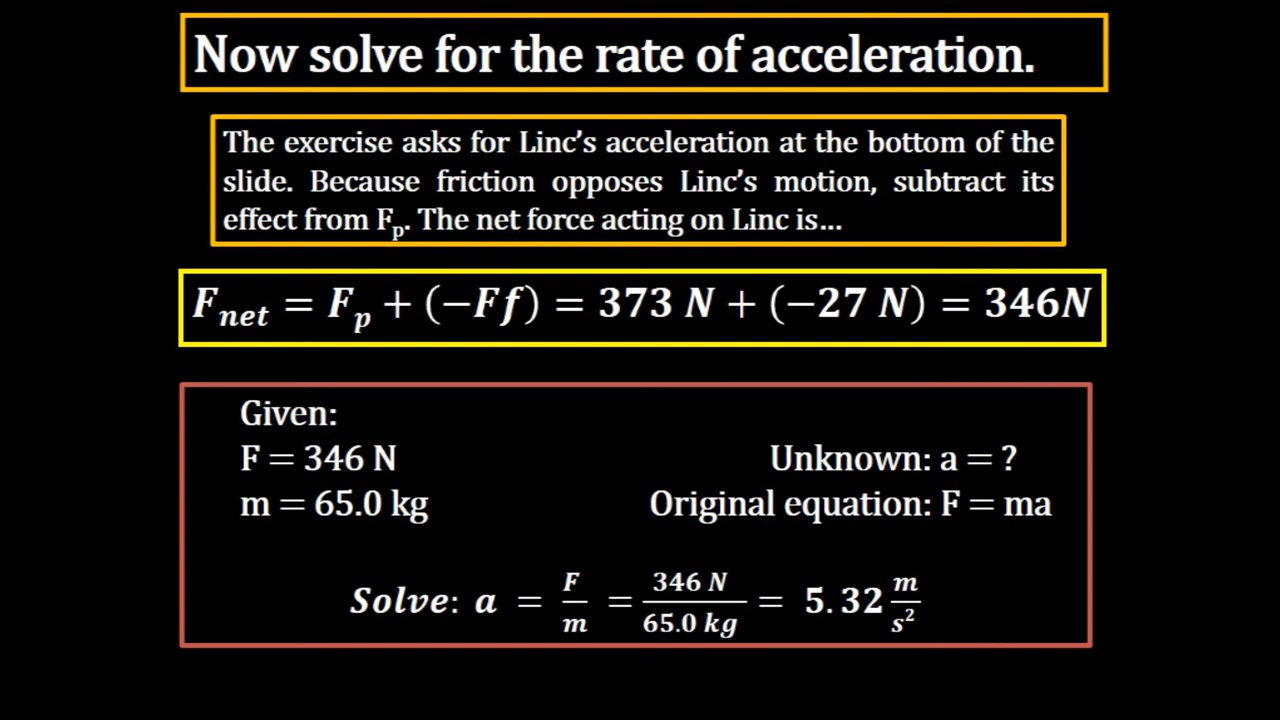 Now solve for the rate of acceleration.
The exercise asks for Linc's acceleration at the bottom of the
slide. Because friction opposes Linc's motion, subtract its
effect from Fₚ. The net force acting on Linc is…
Fₙₑₜ = Fₚ + (−Ff) = 373 N + (−27 N) = 346N
Given:
F = 346 N Unknown: a = ?
m = 65.0 kg Original equation: F = ma
Solve: a = F/m = 346 N/65.0 kg = 5.32 m/s²